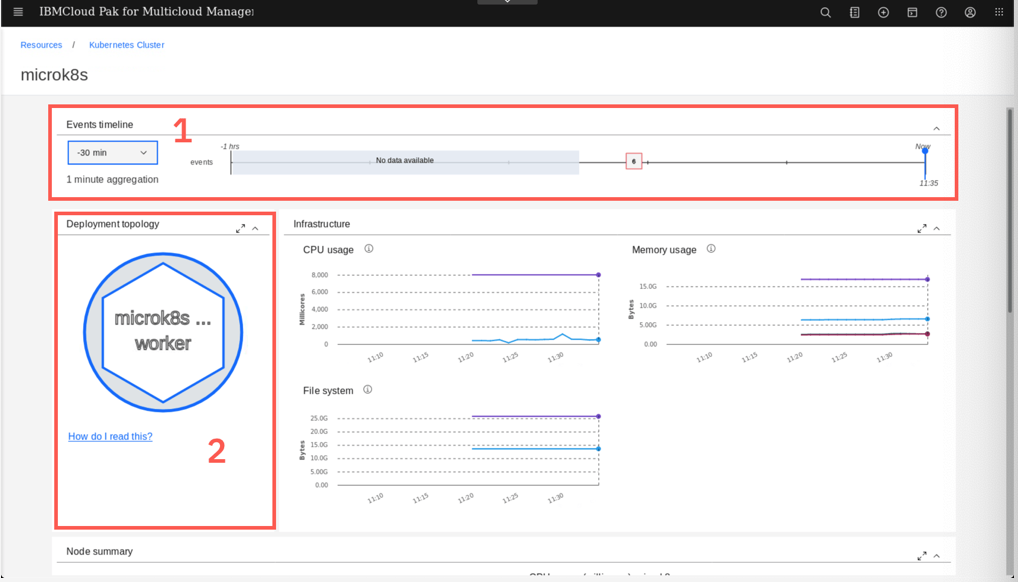 IBMCloud Pak for Multicloud Manager
Resources / Kubernetes Cluster
microk8s
Events timeline
1
-30 min
1 minute aggregation
events
-1 hrs
No data available
6
Now
11:35
Deployment topology
microk8s ...
worker
How do I read this?
2
Infrastructure
CPU usage
Millicores
8,000
6,000
4,000
2,000
0
11:10 11:15 11:20 11:25 11:30
Memory usage
Bytes
15.0G
10.0G
5.00G
0.00
11:10 11:15 11:20 11:25 11:30
File system
Bytes
25.0G
20.0G
15.0G
10.0G
5.00G
0.00
11:10 11:15 11:20 11:25 11:30
Node summary